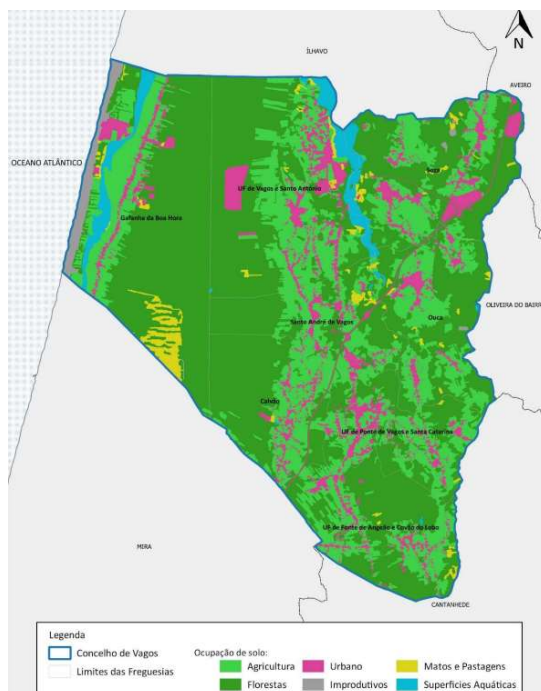 N
ÍLHAVO
AVEIRO
OCEANO ATLÂNTICO
Soza
UF de Vagos e Santo António
Gafanha da Boa Hora
OLIVEIRA DO BAIRR
Santo André de Vagos
Ouca
Calvão
UF de Ponte de Vagos e Santa Catarina
UF de Fonte de Angeão e Covão do Lobo
MIRA
CANTANHEDE
Legenda
Concelho de Vagos
Limites das Freguesias
Ocupação de solo:
Agricultura
Florestas
Urbano
Improdutivos
Matos e Pastagens
Superfícies Aquáticas